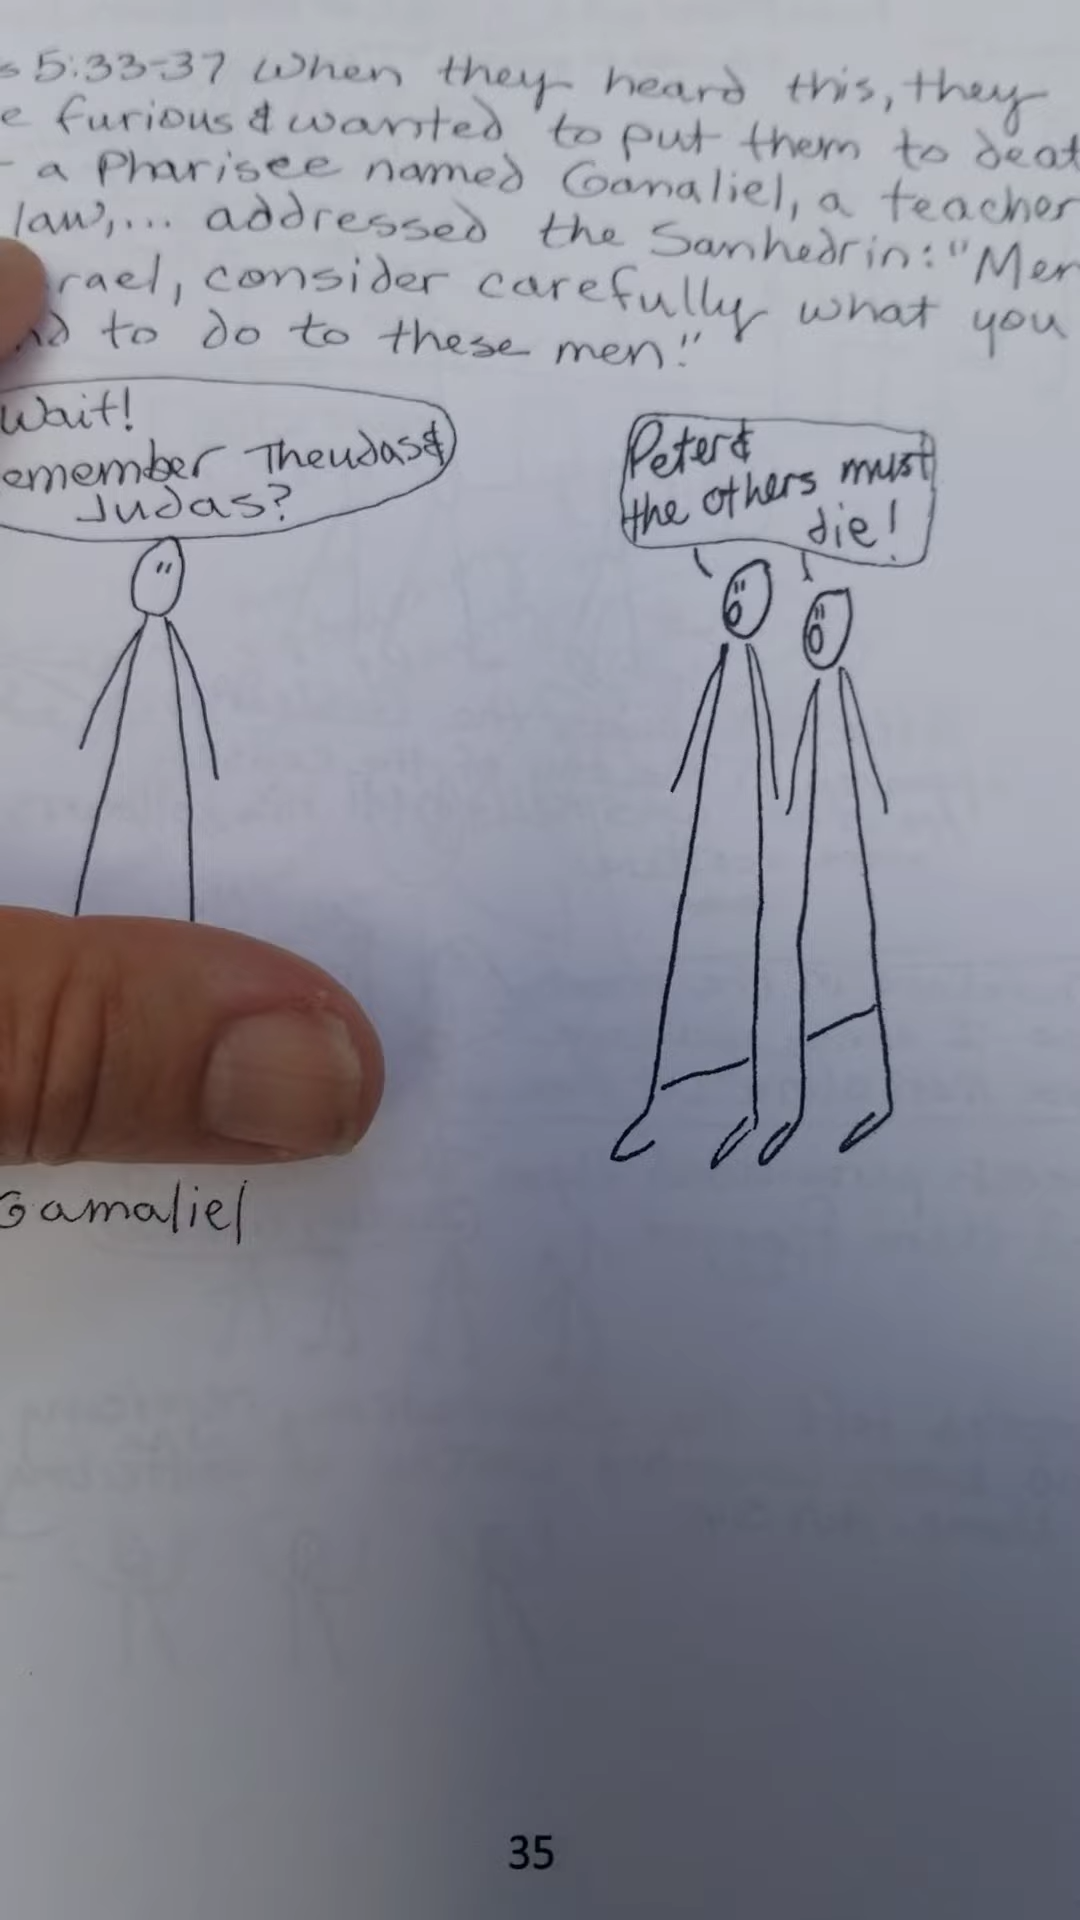 s 5:33-37 When they heard this, they
e furious & wanted to put them to deat
a Pharisee named Gamaliel, a teacher
law,... addressed the Sanhedrin: "Men
rael, consider carefully what you
nd to do to these men."
Wait!
emember Theudas &
Judas?
Peter &
the others must
die!
Gamaliel
35